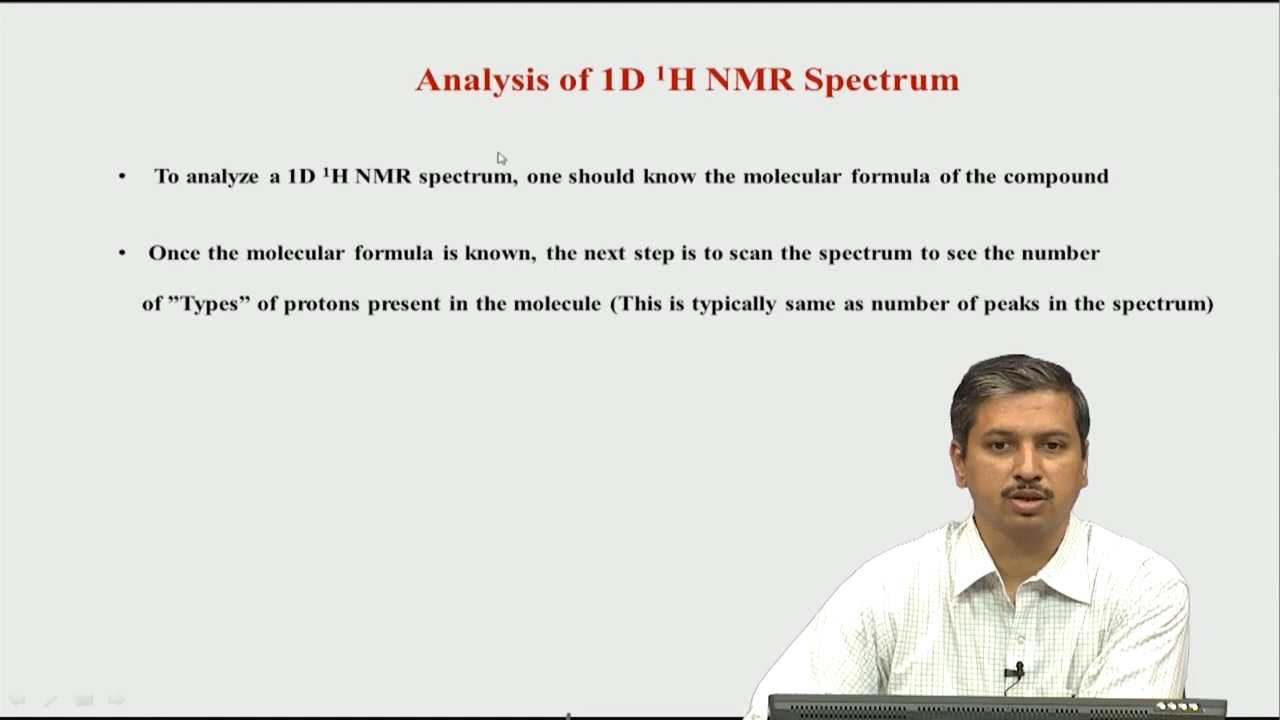 Analysis of 1D ¹H NMR Spectrum
• To analyze a 1D ¹H NMR spectrum, one should know the molecular formula of the compound
• Once the molecular formula is known, the next step is to scan the spectrum to see the number
of ”Types” of protons present in the molecule (This is typically same as number of peaks in the spectrum)